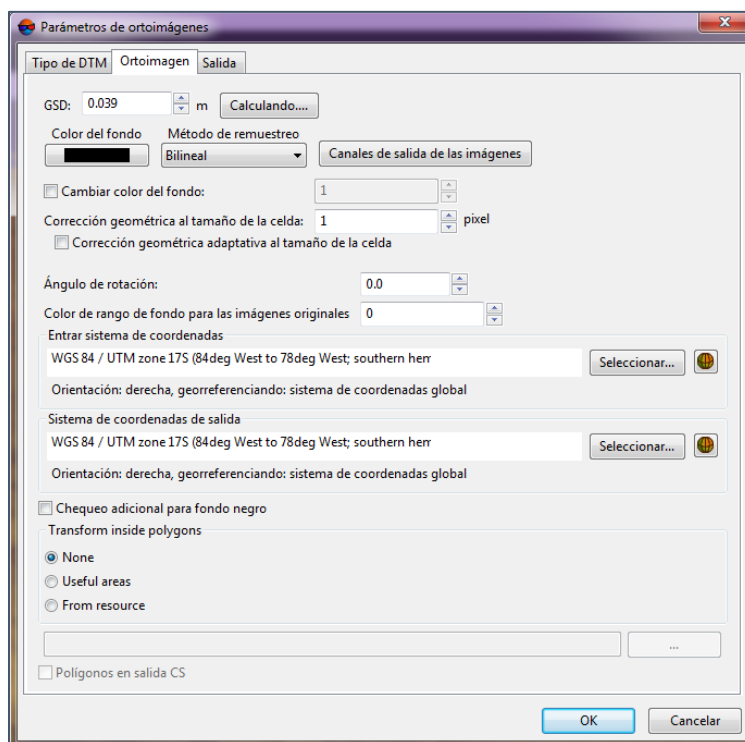 Parámetros de ortoimágenes
Tipo de DTM Ortoimagen Salida
GSD: 0.039 m Calculando....
Color del fondo Método de remuestreo
Bilineal Canales de salida de las imágenes
Cambiar color del fondo: 1
Corrección geométrica al tamaño de la celda: 1 pixel
Corrección geométrica adaptativa al tamaño de la celda
Ángulo de rotación: 0.0
Color de rango de fondo para las imágenes originales 0
Entrar sistema de coordenadas
WGS 84 / UTM zone 17S (84deg West to 78deg West; southern hem Seleccionar...
Orientación: derecha, georreferenciando: sistema de coordenadas global
Sistema de coordenadas de salida
WGS 84 / UTM zone 17S (84deg West to 78deg West; southern hem Seleccionar...
Orientación: derecha, georreferenciando: sistema de coordenadas global
Chequeo adicional para fondo negro
Transform inside polygons
None
Useful areas
From resource
...
Polígonos en salida CS
OK Cancelar